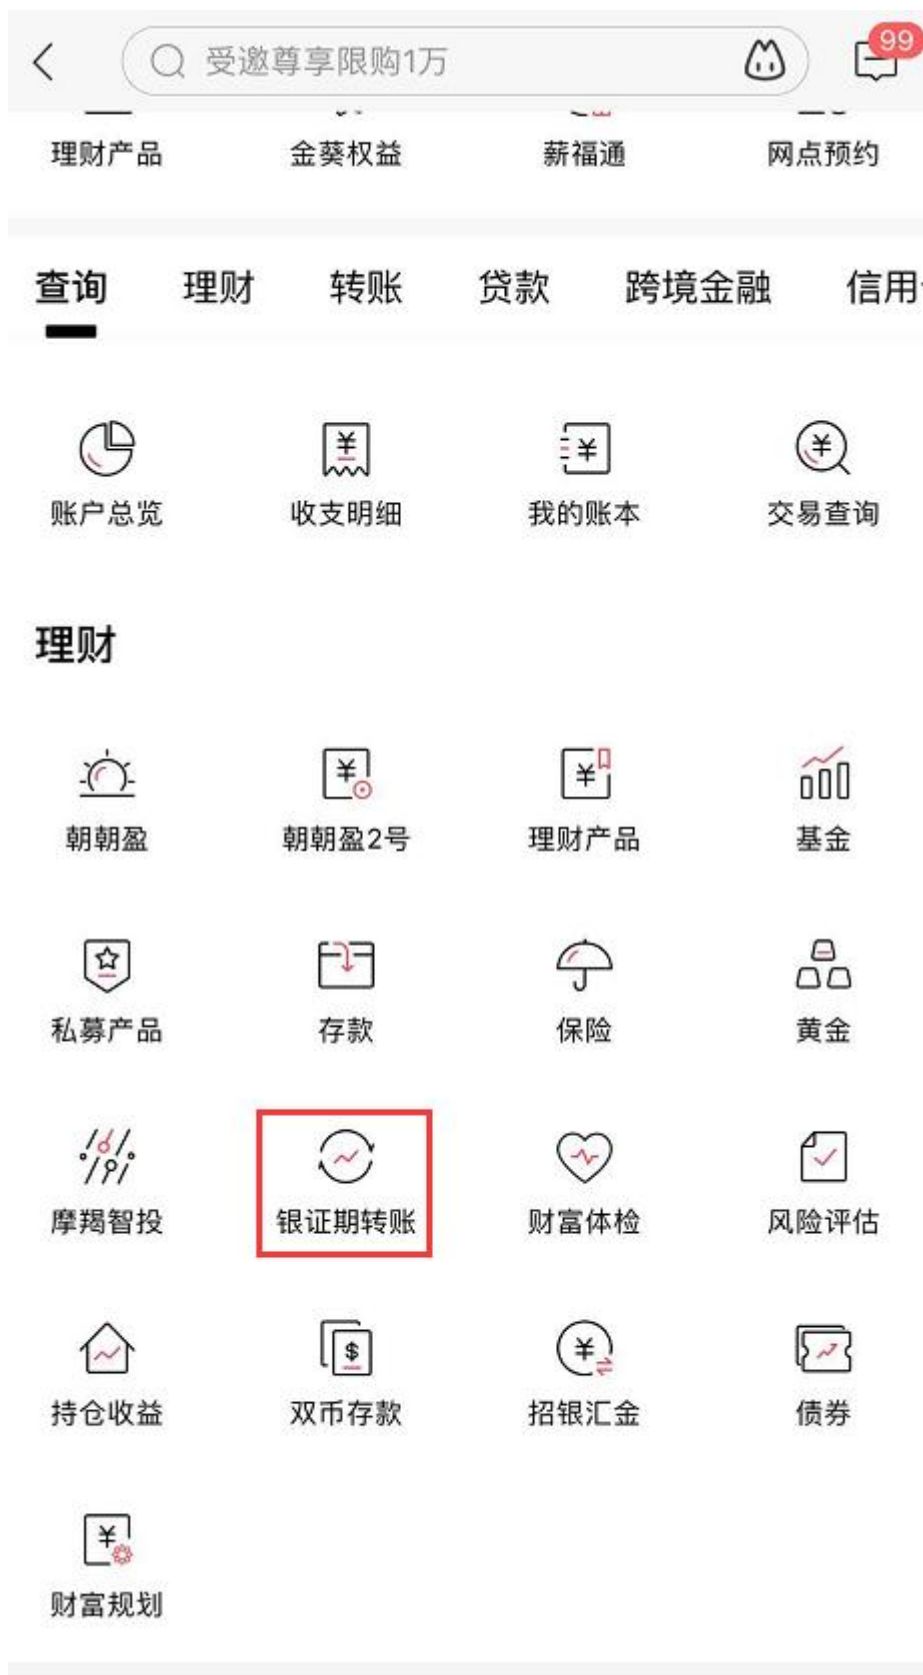 受邀尊享限购1万
99
理财产品 金葵权益 薪福通 网点预约
查询 理财 转账 贷款 跨境金融 信用
账户总览 收支明细 我的账本 交易查询
理财
朝朝盈 朝朝盈2号 理财产品 基金
私募产品 存款 保险 黄金
摩羯智投 银证期转账 财富体检 风险评估
持仓收益 双币存款 招银汇金 债券
财富规划